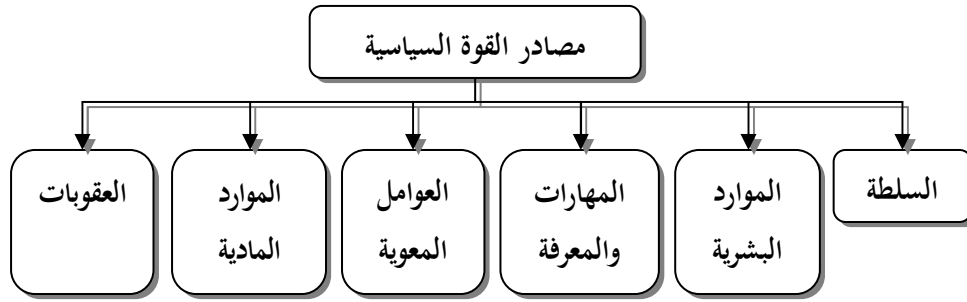 مصادر القوة السياسية
السلطة
الموارد
البشرية
المهارات
والمعرفة
العوامل
المعوية
الموارد
المادية
العقوبات